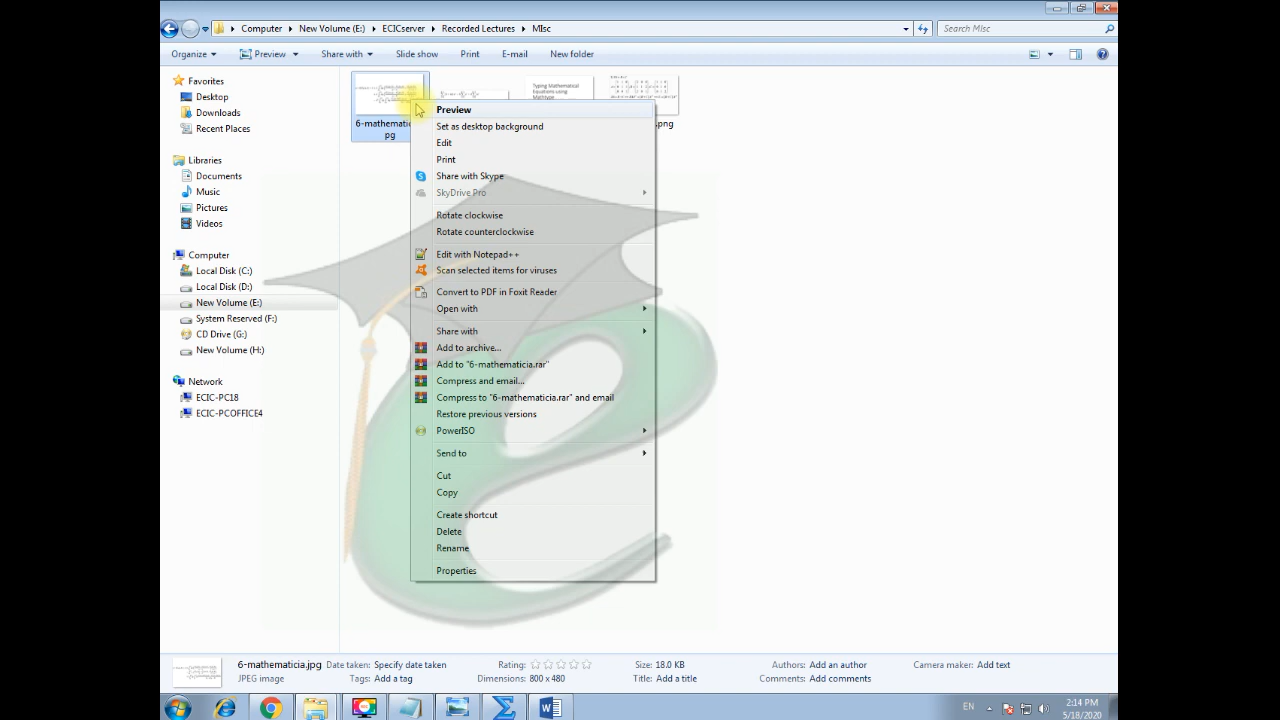 Computer ▸ New Volume (E:) ▸ ECICserver ▸ Recorded Lectures ▸ MIsc
Search Misc
Organize Preview Share with Slide show Print E-mail New folder
Favorites
Desktop
Downloads
Recent Places
Libraries
Documents
Music
Pictures
Videos
Computer
Local Disk (C:)
Local Disk (D:)
New Volume (E:)
System Reserved (F:)
CD Drive (G:)
New Volume (H:)
Network
ECIC-PC18
ECIC-PCOFFICE4
Typing Mathematical
Equations using
Mathtype
6-mathematic
pg
.png
Preview
Set as desktop background
Edit
Print
Share with Skype
SkyDrive Pro
Rotate clockwise
Rotate counterclockwise
Edit with Notepad++
Scan selected items for viruses
Convert to PDF in Foxit Reader
Open with
Share with
Add to archive...
Add to "6-mathematicia.rar"
Compress and email...
Compress to "6-mathematicia.rar" and email
Restore previous versions
PowerISO
Send to
Cut
Copy
Create shortcut
Delete
Rename
Properties
6-mathematicia.jpg Date taken: Specify date taken Rating: Size: 18.0 KB Authors: Add an author Camera maker: Add text
JPEG image Tags: Add a tag Dimensions: 800 x 480 Title: Add a title Comments: Add comments
EN
2:14 PM
5/18/2020